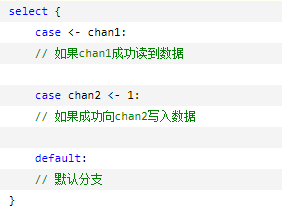 select {
    case <- chan1:
    // 如果chan1成功读到数据
    case chan2 <- 1:
    // 如果成功向chan2写入数据
    default:
    // 默认分支
}